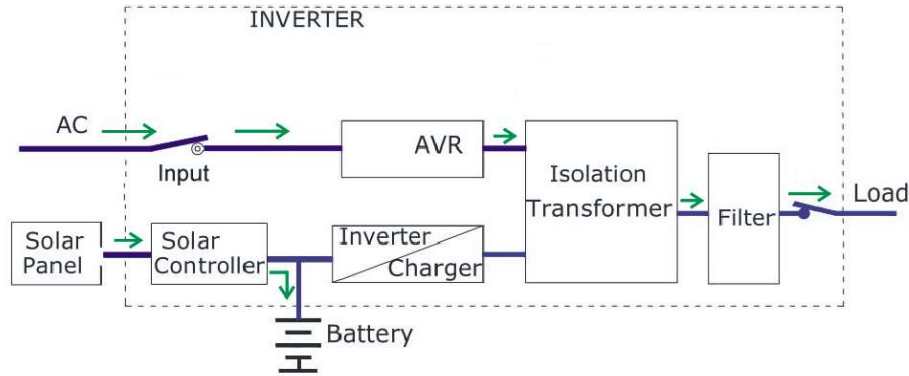 INVERTER
AC
Input
AVR
Isolation
Transformer
Filter
Load
Solar
Panel
Solar
Controller
Inverter
Charger
Battery